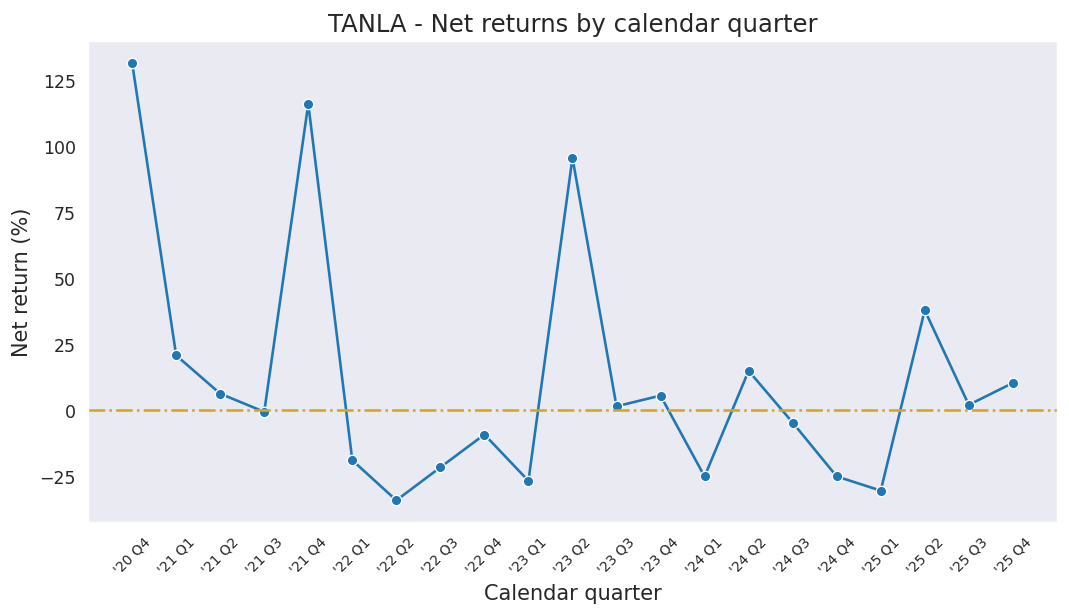 TANLA - Net returns by calendar quarter
Net return (%)
125
100
75
50
25
0
−25
'20 Q4
'21 Q1
'21 Q2
'21 Q3
'21 Q4
'22 Q1
'22 Q2
'22 Q3
'22 Q4
'23 Q1
'23 Q2
'23 Q3
'23 Q4
'24 Q1
'24 Q2
'24 Q3
'24 Q4
'25 Q1
'25 Q2
'25 Q3
'25 Q4
Calendar quarter